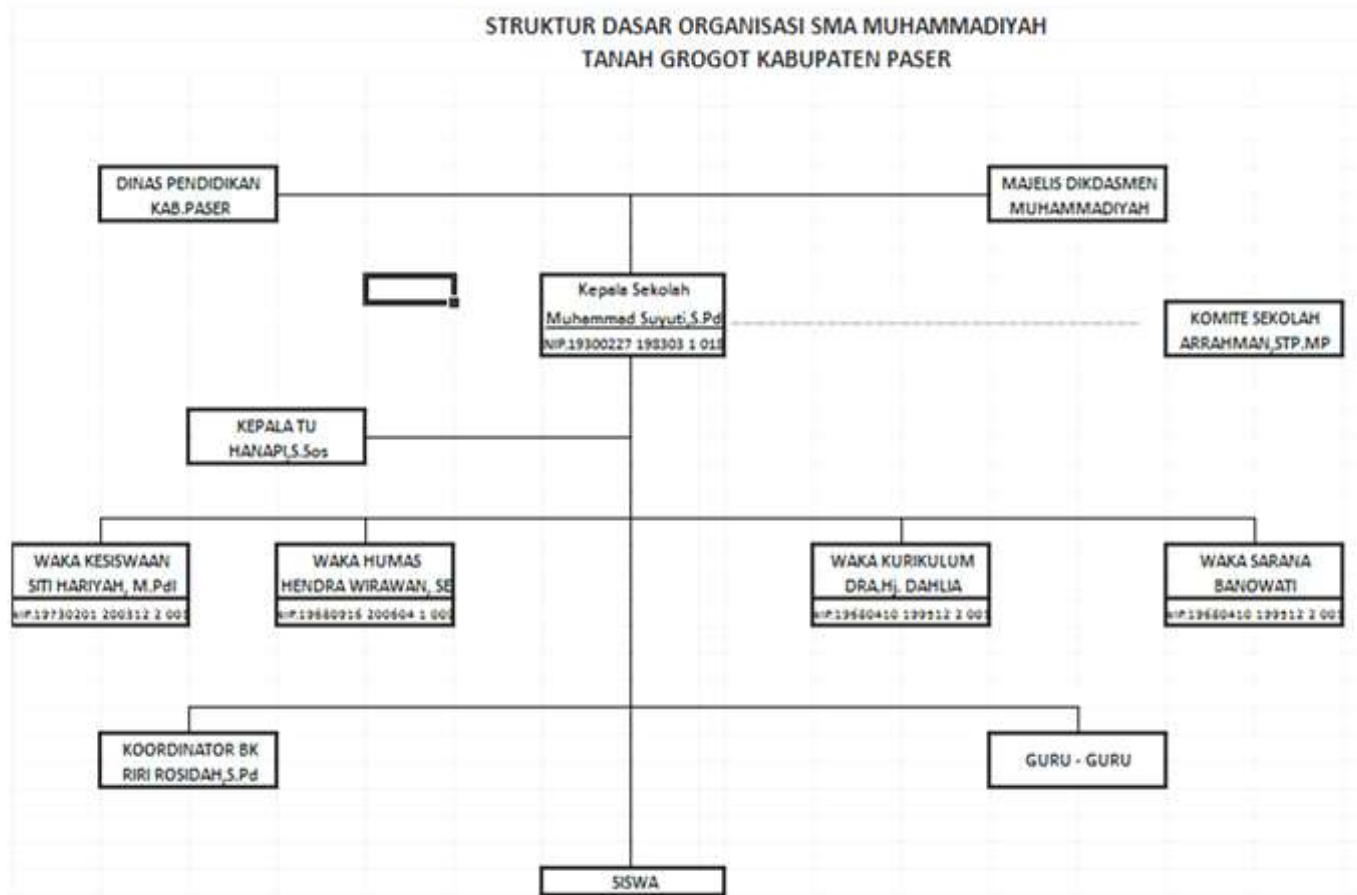 STRUKTUR DASAR ORGANISASI SMA MUHAMMADIYAH
TANAH GROGOT KABUPATEN PASER
DINAS PENDIDIKAN
KAB.PASER
MAJELIS DIKDASMEN
MUHAMMADIYAH
Kepala Sekolah
Muhammad Suyuti,S.Pd
KOMITE SEKOLAH
ARRAHMAN,STP.MP
KEPALA TU
HANAPI,S.Sos
WAKA KESISWAAN
SITI HARIYAH, M.PdI
WAKA HUMAS
HENDRA WIRAWAN, SE
WAKA KURIKULUM
DRA,Hj. DAHLIA
WAKA SARANA
BANOWATI
KOORDINATOR BK
RIRI ROSIDAH,S.Pd
GURU - GURU
SISWA